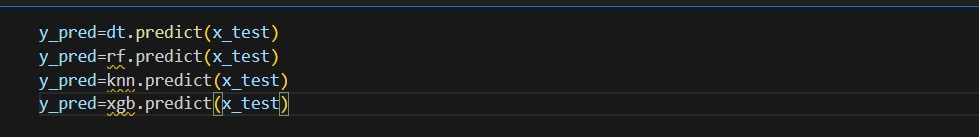 y_pred=dt.predict(x_test)
y_pred=rf.predict(x_test)
y_pred=knn.predict(x_test)
y_pred=xgb.predict(x_test)